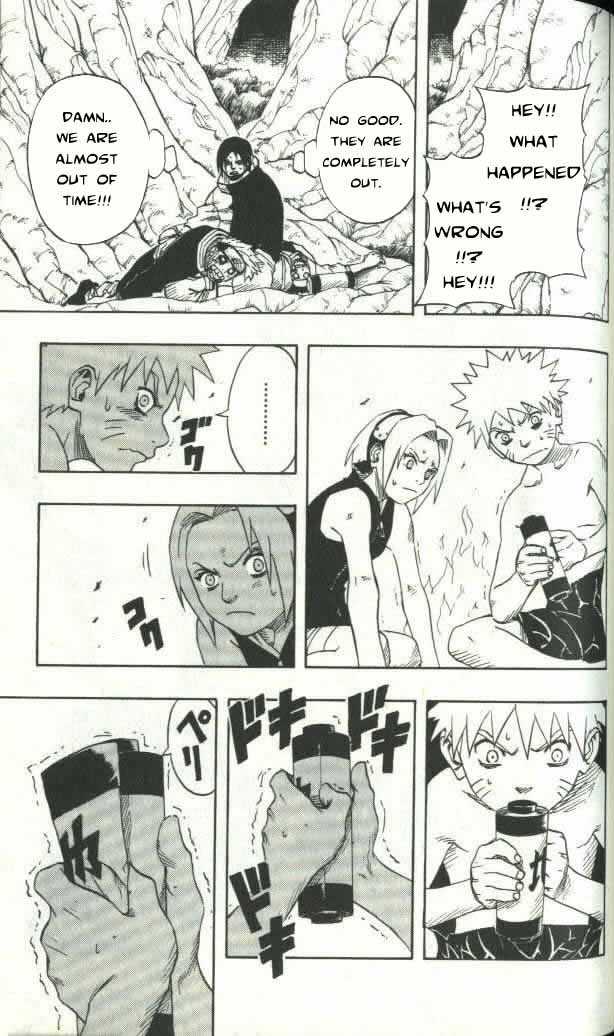 HEY!!
WHAT
HAPPENED
!!?
WHAT'S
WRONG
!!?
HEY!!!
NO GOOD.
THEY ARE
COMPLETELY
OUT.
DAMN..
WE ARE
ALMOST
OUT OF
TIME!!!
.........
ゴク
コク
ドキ
ドキ
ドキ
ペリ